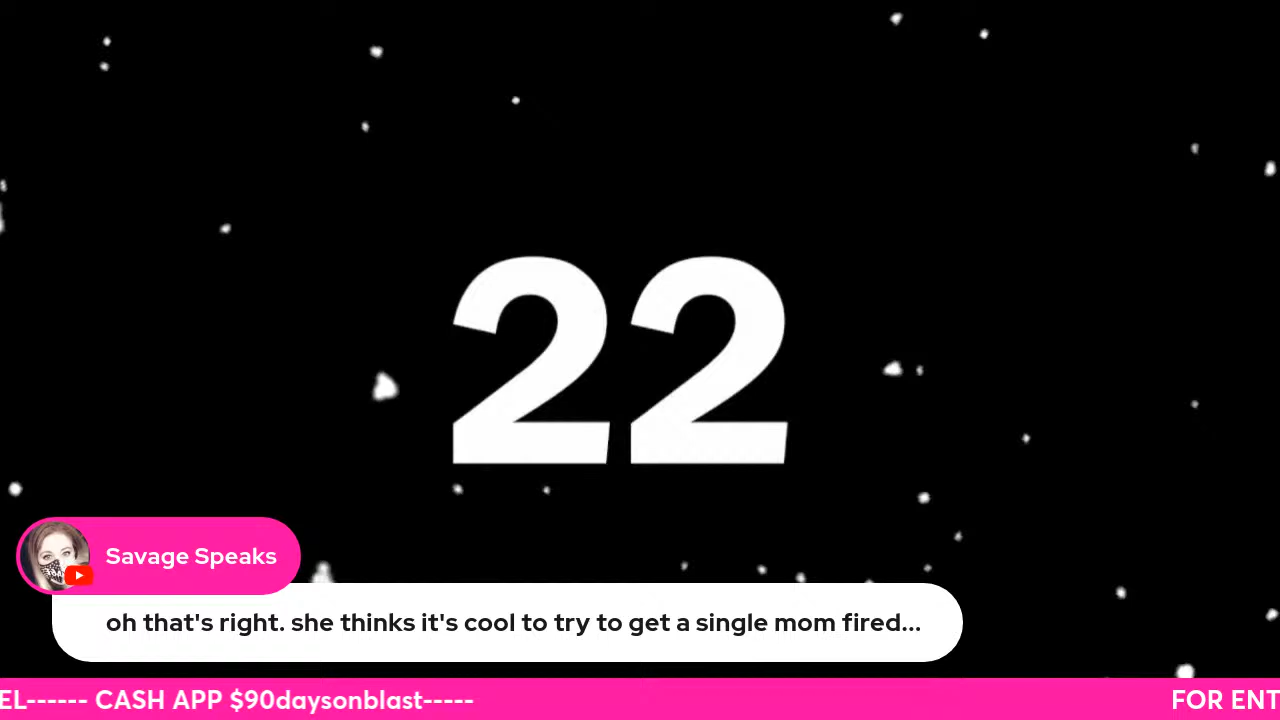 22
Savage Speaks
oh that's right. she thinks it's cool to try to get a single mom fired...
EL------ CASH APP $90daysonblast----- FOR ENT